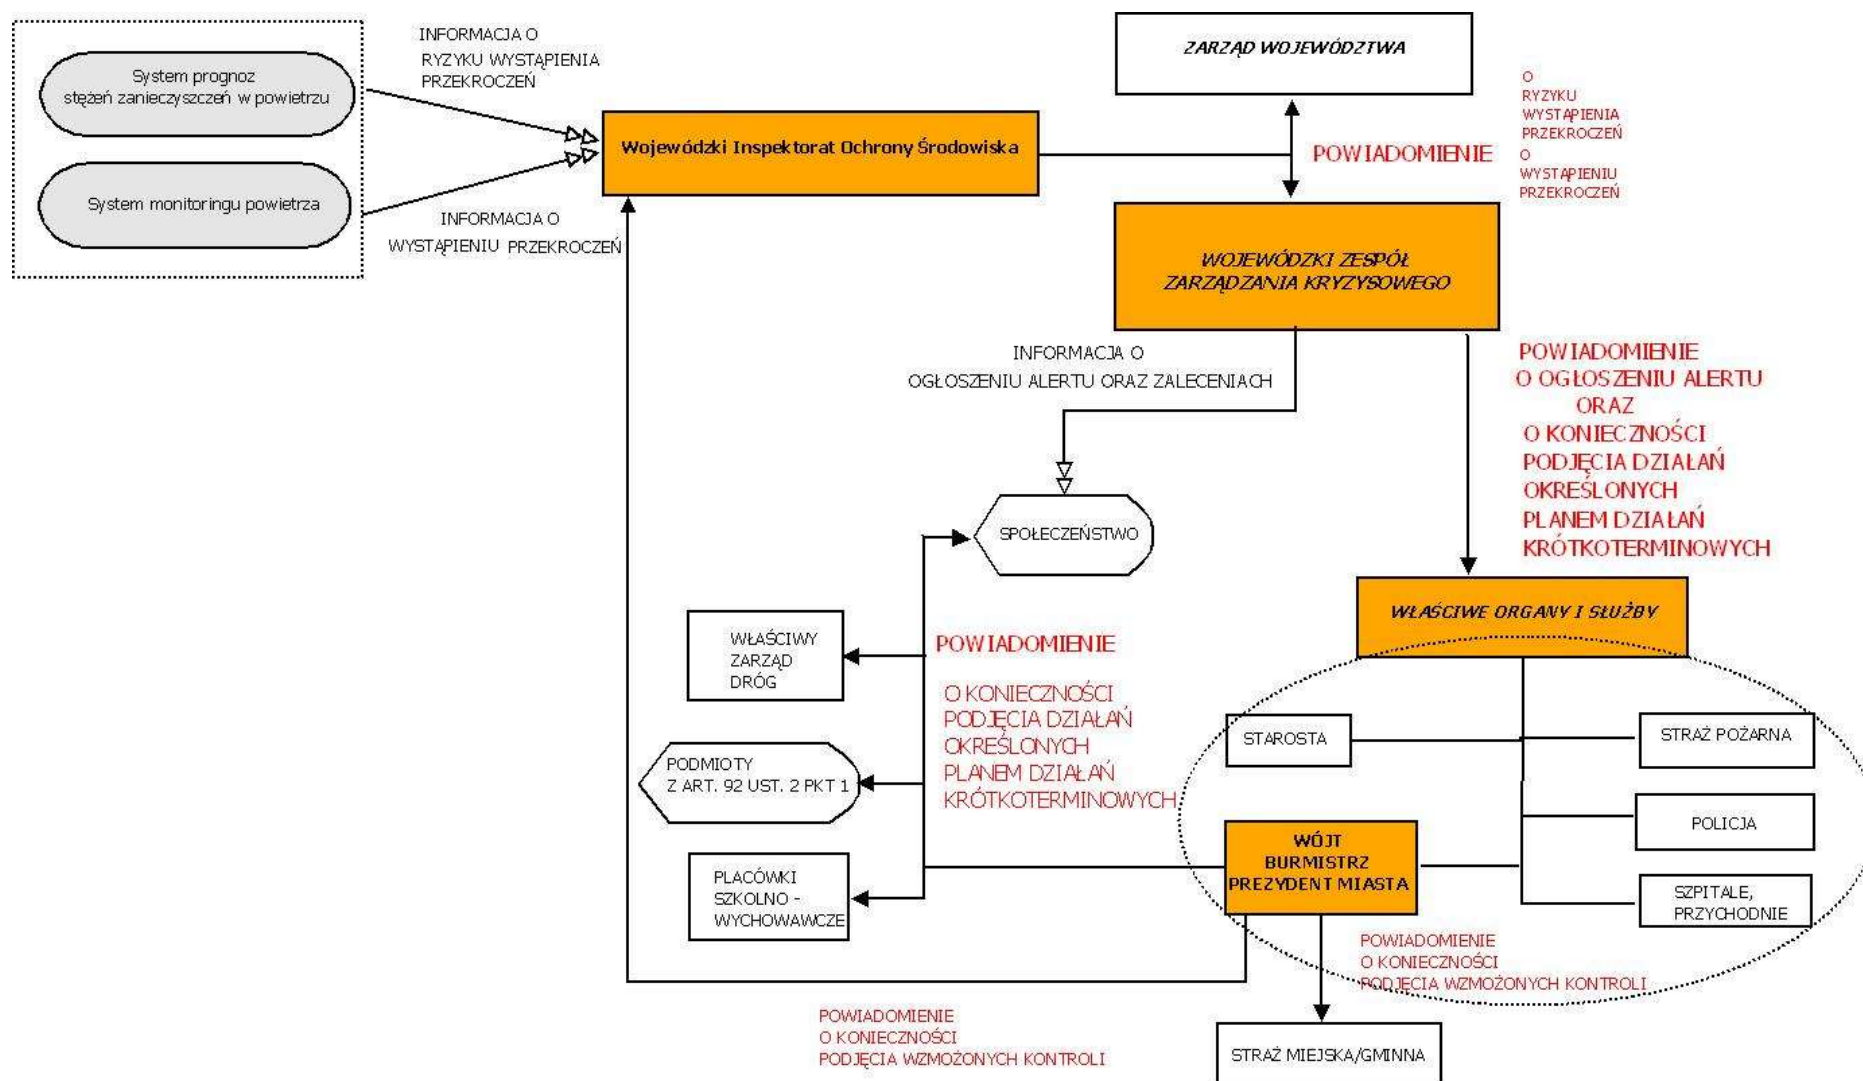 System prognoz
stężeń zanieczyszczeń w powietrzu
System monitoringu powietrza
INFORMACJA O
RYZYKU WYSTĄPIENIA
PRZEKROCZEŃ
INFORMACJA O
WYSTĄPIENIU PRZEKROCZEŃ
Wojewódzki Inspektorat Ochrony Środowiska
ZARZĄD WOJEWÓDZTWA
POWIADOMIENIE
O
RYZYKU
WYSTĄPIENIA
PRZEKROCZEŃ
O
WYSTĄPIENIU
PRZEKROCZEŃ
WOJEWÓDZKI ZESPÓŁ
ZARZĄDZANIA KRYZYSOWEGO
INFORMACJA O
OGŁOSZENIU ALERTU ORAZ ZALECENIACH
POWIADOMIENIE
O OGŁOSZENIU ALERTU
ORAZ
O KONIECZNOŚCI
PODJĘCIA DZIAŁAŃ
OKREŚLONYCH
PLANEM DZIAŁAŃ
KRÓTKOTERMINOWYCH
SPOŁECZEŃSTWO
WŁAŚCIWY
ZARZĄD
DRÓG
POWIADOMIENIE
O KONIECZNOŚCI
PODJĘCIA DZIAŁAŃ
OKREŚLONYCH
PLANEM DZIAŁAŃ
KRÓTKOTERMINOWYCH
PODMIOTY
Z ART. 92 UST. 2 PKT 1
PLACÓWKI
SZKOLNO -
WYCHOWAWCZE
WŁAŚCIWE ORGANY I SŁUŻBY
STAROSTA
STRAŻ POŻARNA
POLICJA
SZPITALE,
PRZYCHODNIE
WÓJT
BURMISTRZ
PREZYDENT MIASTA
POWIADOMIENIE
O KONIECZNOŚCI
PODJĘCIA WZMOŻONYCH KONTROLI
POWIADOMIENIE
O KONIECZNOŚCI
PODJĘCIA WZMOŻONYCH KONTROLI
STRAŻ MIEJSKA/GMINNA